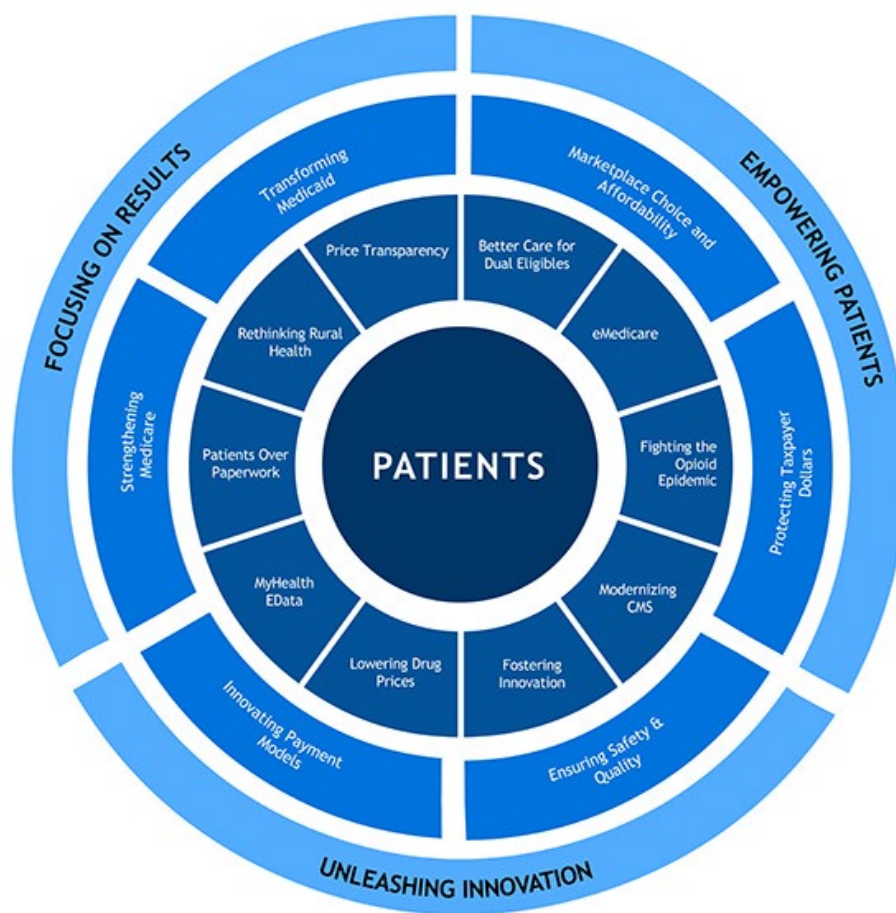 FOCUSING ON RESULTS
EMPOWERING PATIENTS
UNLEASHING INNOVATION
Transforming
Medicaid
Marketplace Choice and
Affordability
Protecting Taxpayer
Dollars
Ensuring Safety &
Quality
Innovating Payment
Models
Strengthening
Medicare
Price Transparency
Better Care for
Dual Eligibles
eMedicare
Fighting the
Opioid
Epidemic
Modernizing
CMS
Fostering
Innovation
Lowering Drug
Prices
MyHealth
EData
Patients Over
Paperwork
Rethinking Rural
Health
PATIENTS